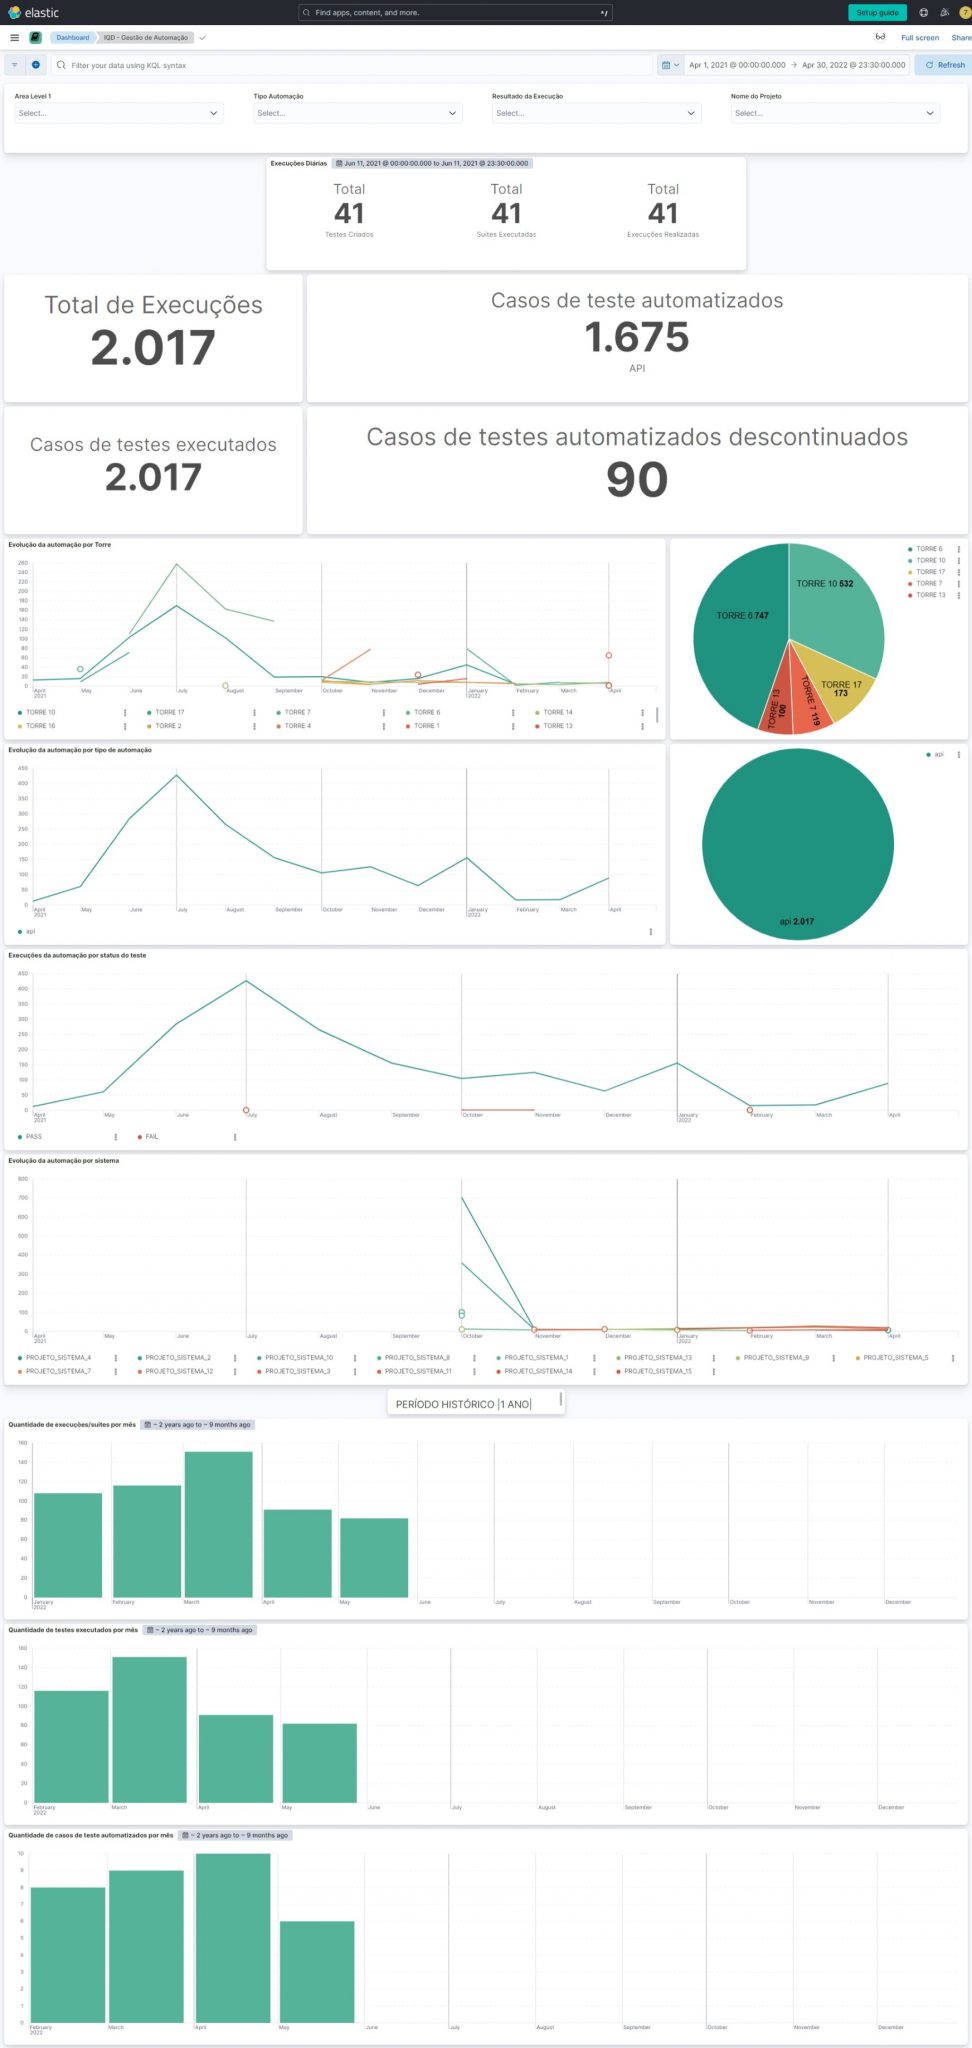 elastic
Find apps, content, and more.
Setup guide
Dashboard
IQD - Gestão de Automação
Full screen
Share
Filter your data using KQL syntax
Apr 1, 2021 @ 00:00:00.000 → Apr 30, 2022 @ 23:30:00.000
Refresh
Area Level 1
Tipo Automação
Resultado da Execução
Nome do Projeto
Select...
Select...
Select...
Select...
Execuções Diárias
Jun 11, 2021 @ 00:00:00.000 to Jun 11, 2021 @ 23:30:00.000
Total
41
Testes Criados
Total
41
Suites Executadas
Total
41
Execuções Realizadas
Total de Execuções
2.017
Casos de teste automatizados
1.675
API
Casos de testes executados
2.017
Casos de testes automatizados descontinuados
90
Evolução da automação por Torre
260
240
220
200
180
160
140
120
100
80
60
40
20
0
April
2021
May
June
July
August
September
October
November
December
January
2022
February
March
April
TORRE 10
TORRE 17
TORRE 7
TORRE 6
TORRE 14
TORRE 16
TORRE 2
TORRE 4
TORRE 1
TORRE 13
TORRE 6 747
TORRE 10 532
TORRE 17
173
TORRE 7 119
TORRE 13
100
TORRE 6
TORRE 10
TORRE 17
TORRE 7
TORRE 13
Evolução da automação por tipo de automação
450
400
350
300
250
200
150
100
50
0
April
2021
May
June
July
August
September
October
November
December
January
2022
February
March
April
api
api 2.017
api
Execuções da automação por status do teste
450
400
350
300
250
200
150
100
50
0
April
2021
May
June
July
August
September
October
November
December
January
2022
February
March
April
PASS
FAIL
Evolução da automação por sistema
800
700
600
500
400
300
200
100
0
April
2021
May
June
July
August
September
October
November
December
January
2022
February
March
April
PROJETO_SISTEMA_4
PROJETO_SISTEMA_2
PROJETO_SISTEMA_10
PROJETO_SISTEMA_8
PROJETO_SISTEMA_1
PROJETO_SISTEMA_13
PROJETO_SISTEMA_9
PROJETO_SISTEMA_5
PROJETO_SISTEMA_7
PROJETO_SISTEMA_12
PROJETO_SISTEMA_3
PROJETO_SISTEMA_11
PROJETO_SISTEMA_14
PROJETO_SISTEMA_15
PERÍODO HISTÓRICO |1 ANO|
Quantidade de execuções/suites por mês
~ 2 years ago to ~ 9 months ago
160
140
120
100
80
60
40
20
0
January
2022
February
March
April
May
June
July
August
September
October
November
December
Quantidade de testes executados por mês
~ 2 years ago to ~ 9 months ago
160
140
120
100
80
60
40
20
0
February
2022
March
April
May
June
July
August
September
October
November
December
Quantidade de casos de teste automatizados por mês
~ 2 years ago to ~ 9 months ago
10
9
8
7
6
5
4
3
2
1
0
February
2022
March
April
May
June
July
August
September
October
November
December